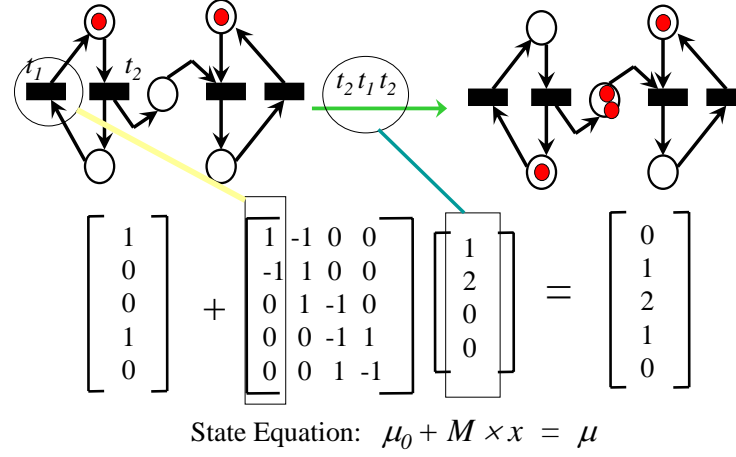 t1 t2 t2 t1 t2
1 1 -1 0 0 1 0
0 -1 1 0 0 2 1
0 + 0 1 -1 0 0 = 2
1 0 0 -1 1 0 1
0 0 0 1 -1 0
State Equation: μ0 + M × x = μ